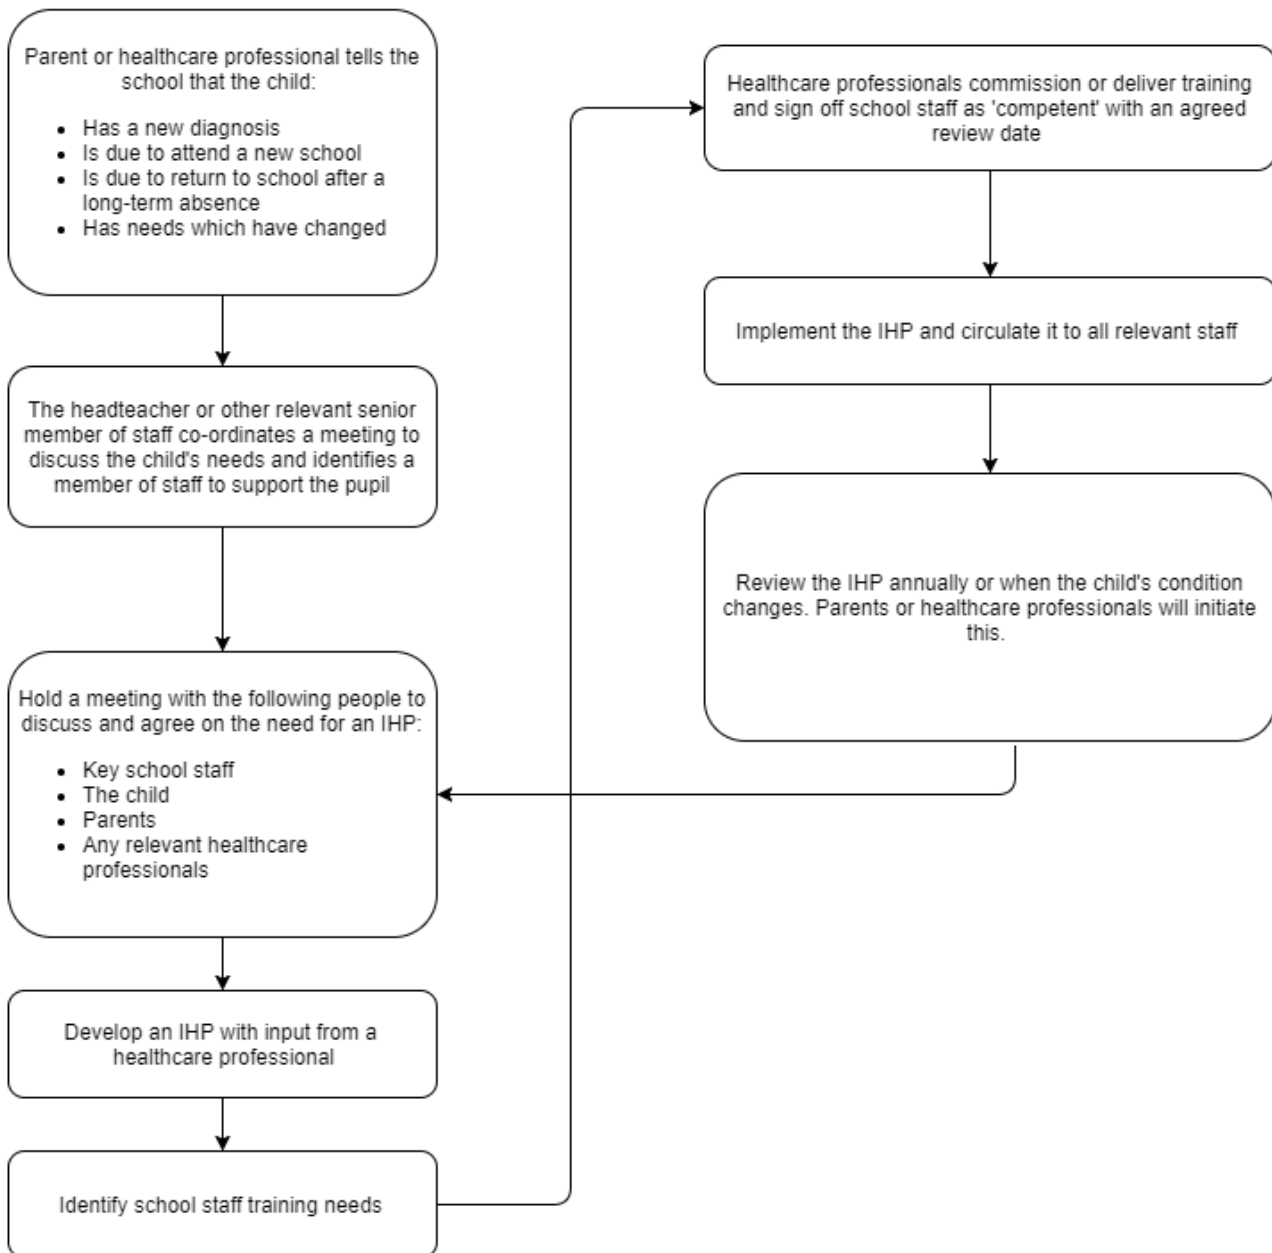 Parent or healthcare professional tells the
school that the child:
• Has a new diagnosis
• Is due to attend a new school
• Is due to return to school after a
long-term absence
• Has needs which have changed
The headteacher or other relevant senior
member of staff co-ordinates a meeting to
discuss the child's needs and identifies a
member of staff to support the pupil
Hold a meeting with the following people to
discuss and agree on the need for an IHP:
• Key school staff
• The child
• Parents
• Any relevant healthcare
professionals
Develop an IHP with input from a
healthcare professional
Identify school staff training needs
Healthcare professionals commission or deliver training
and sign off school staff as 'competent' with an agreed
review date
Implement the IHP and circulate it to all relevant staff
Review the IHP annually or when the child's condition
changes. Parents or healthcare professionals will initiate
this.